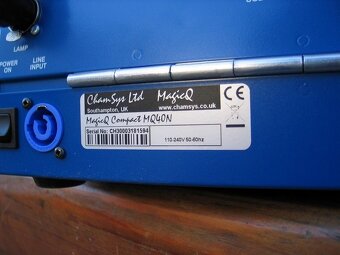 POWER ON
LAMP
LINE INPUT
ChamSys Ltd MagicQ
Southampton, UK www.chamsys.co.uk
MagicQ Compact MQ40N
Serial No: CH30003181594
110-240V 50-60hz
CE